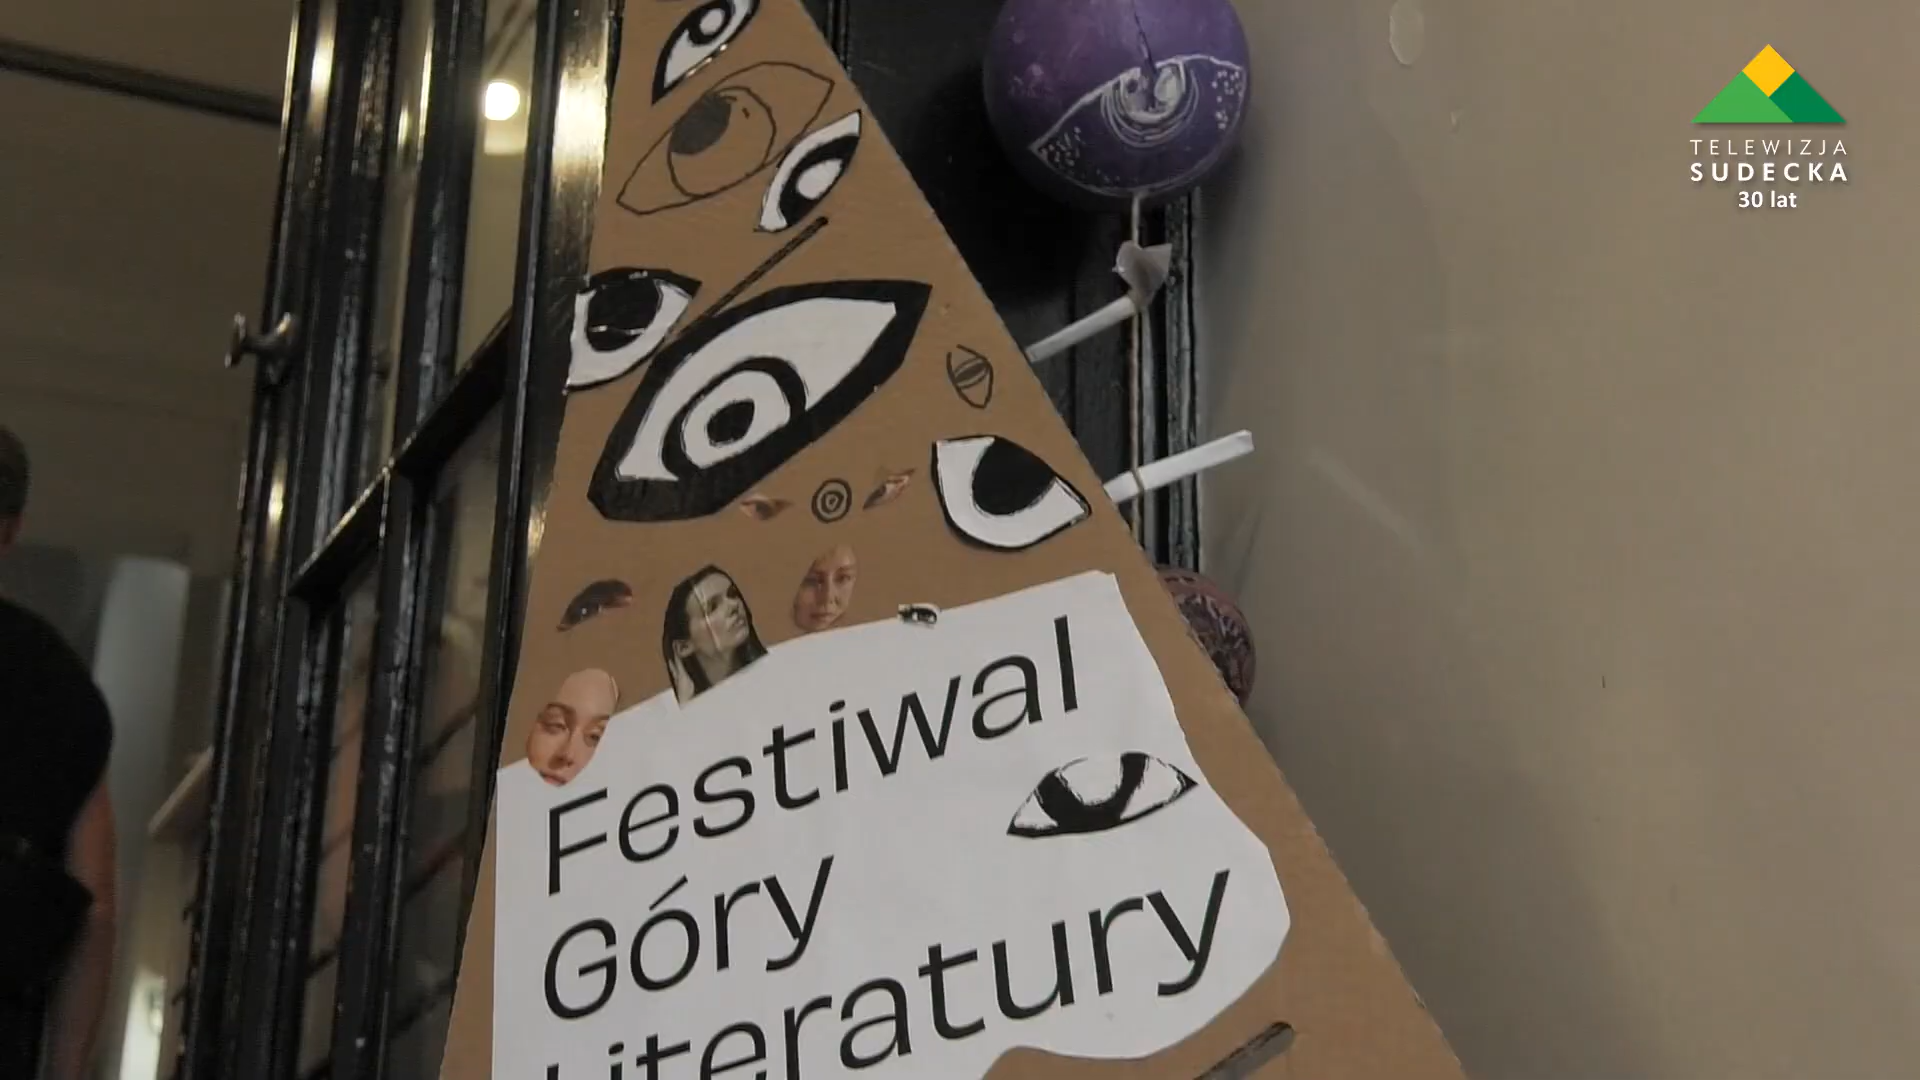 TELEWIZJA
SUDECKA
30 lat
Festiwal
Góry
Literatury